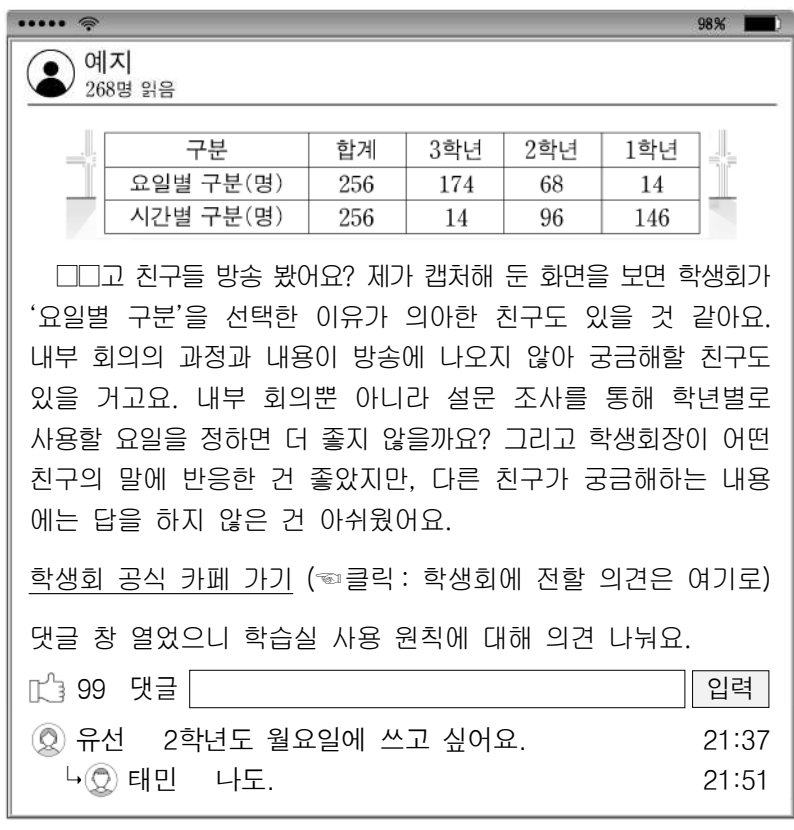 98%
예지
268명 읽음
구분 합계 3학년 2학년 1학년
요일별 구분(명) 256 174 68 14
시간별 구분(명) 256 14 96 146
□□고 친구들 방송 봤어요? 제가 캡처해 둔 화면을 보면 학생회가
‘요일별 구분’을 선택한 이유가 의아한 친구도 있을 것 같아요.
내부 회의의 과정과 내용이 방송에 나오지 않아 궁금해할 친구도
있을 거고요. 내부 회의뿐 아니라 설문 조사를 통해 학년별로
사용할 요일을 정하면 더 좋지 않을까요? 그리고 학생회장이 어떤
친구의 말에 반응한 건 좋았지만, 다른 친구가 궁금해하는 내용
에는 답을 하지 않은 건 아쉬웠어요.
학생회 공식 카페 가기 (☜클릭 : 학생회에 전할 의견은 여기로)
댓글 창 열었으니 학습실 사용 원칙에 대해 의견 나눠요.
99 댓글 입력
유선 2학년도 월요일에 쓰고 싶어요. 21:37
↳ 태민 나도. 21:51